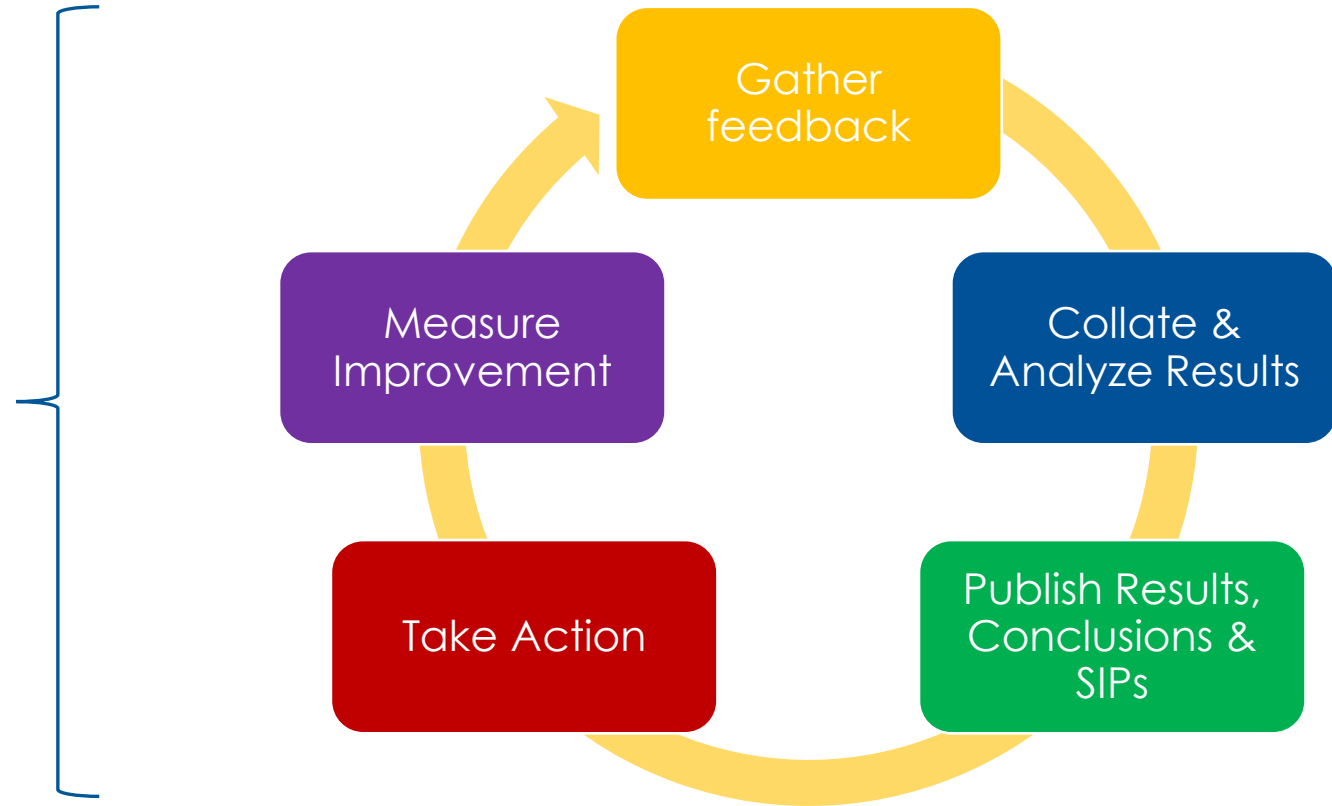 Gather
feedback
Collate &
Analyze Results
Publish Results,
Conclusions &
SIPs
Take Action
Measure
Improvement